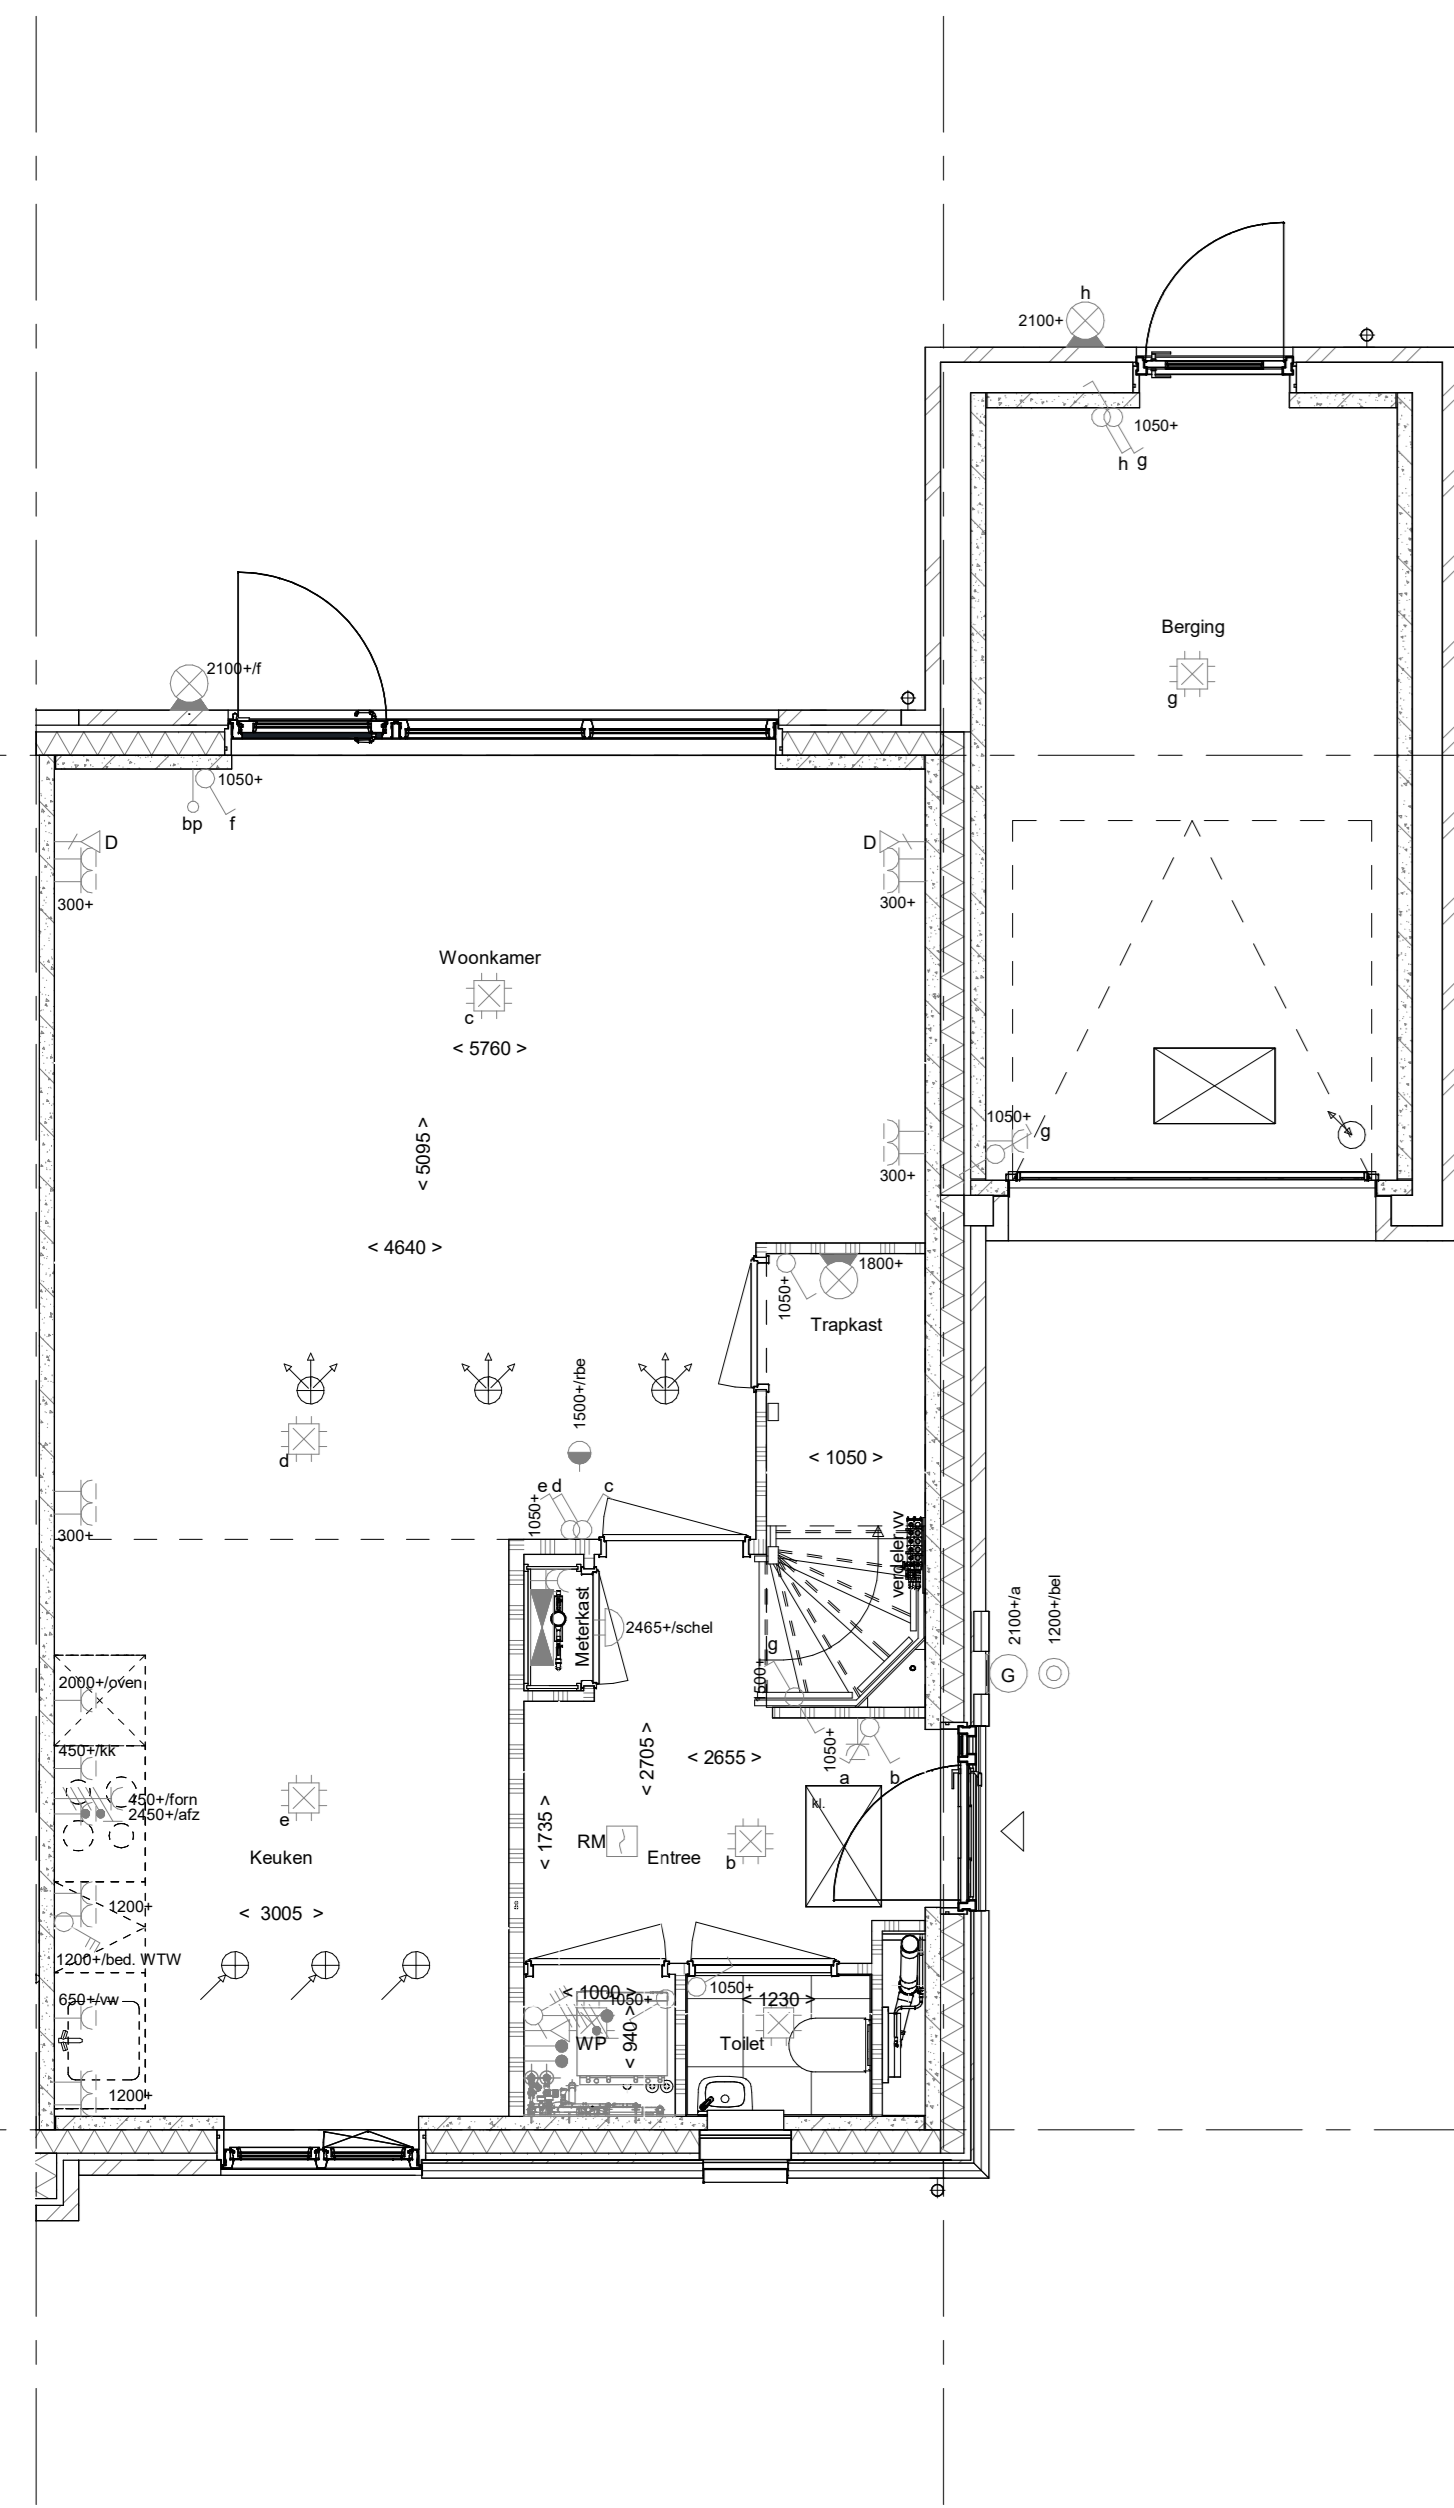 h
2100+
1050+
h g
Berging
g
2100+/f
1050+
bp
f
D
D
300+
300+
Woonkamer
c
< 5760 >
< 5095 >
1050+
g
300+
< 4640 >
1800+
1050+
Trapkast
1500+/rbe
d
< 1050 >
e d
c
1050+
300+
verdeler vv
Meterkast
2465+/schel
2100+/a
1200+/bel
g
G
2000+/oven
450+/kk
1050+
< 2705 >
< 2655 >
a
b
450+/forn
2450+/afz
kl.
e
< 1735 >
RM
Entree
b
Keuken
1200+
< 3005 >
1200+/bed. WTW
650+/vw
< 1000 >
1050+
1050+
< 1230 >
WP
< 940 >
Toilet
1200+